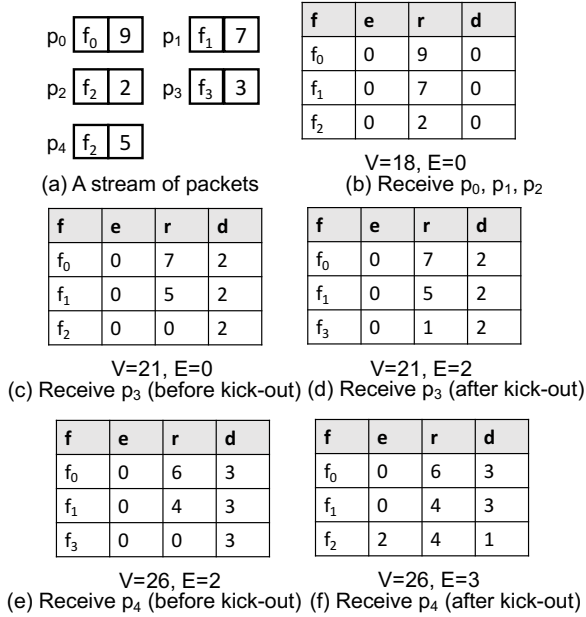 p₀ f₀ 9 p₁ f₁ 7
p₂ f₂ 2 p₃ f₃ 3
p₄ f₂ 5
(a) A stream of packets
f e r d
f₀ 0 9 0
f₁ 0 7 0
f₂ 0 2 0
V=18, E=0
(b) Receive p₀, p₁, p₂
f e r d
f₀ 0 7 2
f₁ 0 5 2
f₂ 0 0 2
V=21, E=0
(c) Receive p₃ (before kick-out)
f e r d
f₀ 0 7 2
f₁ 0 5 2
f₃ 0 1 2
V=21, E=2
(d) Receive p₃ (after kick-out)
f e r d
f₀ 0 6 3
f₁ 0 4 3
f₃ 0 0 3
V=26, E=2
(e) Receive p₄ (before kick-out)
f e r d
f₀ 0 6 3
f₁ 0 4 3
f₂ 2 4 1
V=26, E=3
(f) Receive p₄ (after kick-out)